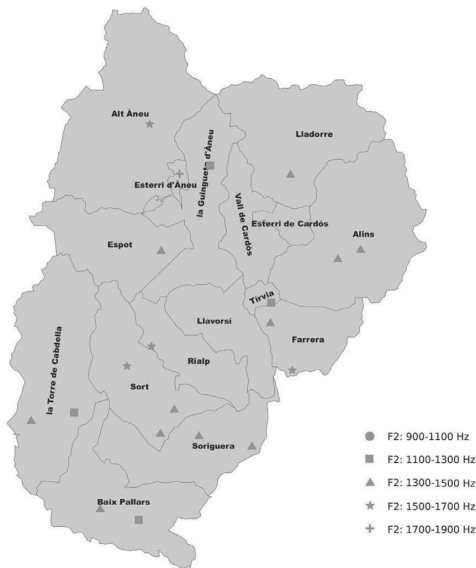 Alt Àneu
la Guingueta d'Àneu
Lladorre
Esterri d'Àneu
Vall de Cardós
Esterri de Cardós
Alins
Espot
Tírvia
Llavorsí
Farrera
la Torre de Cabdella
Rialp
Sort
Soriguera
Baix Pallars
F2: 900-1100 Hz
F2: 1100-1300 Hz
F2: 1300-1500 Hz
F2: 1500-1700 Hz
F2: 1700-1900 Hz